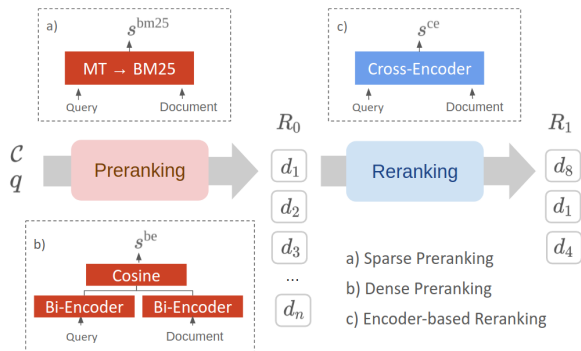 a)
s^bm25
MT → BM25
Query Document
c)
s^ce
Cross-Encoder
Query Document
C
q
Preranking
R_0
d_1
d_2
d_3
...
d_n
Reranking
R_1
d_8
d_1
d_4
b)
s^be
Cosine
Bi-Encoder Bi-Encoder
Query Document
a) Sparse Preranking
b) Dense Preranking
c) Encoder-based Reranking